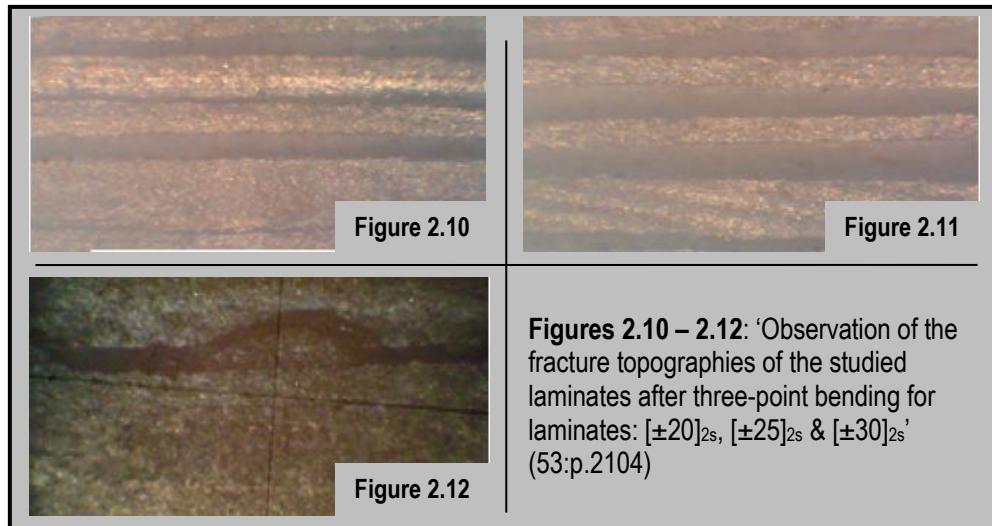 Figure 2.10
Figure 2.11
Figure 2.12
Figures 2.10 – 2.12: ‘Observation of the
fracture topographies of the studied
laminates after three-point bending for
laminates: [±20]2s, [±25]2s & [±30]2s’
(53:p.2104)